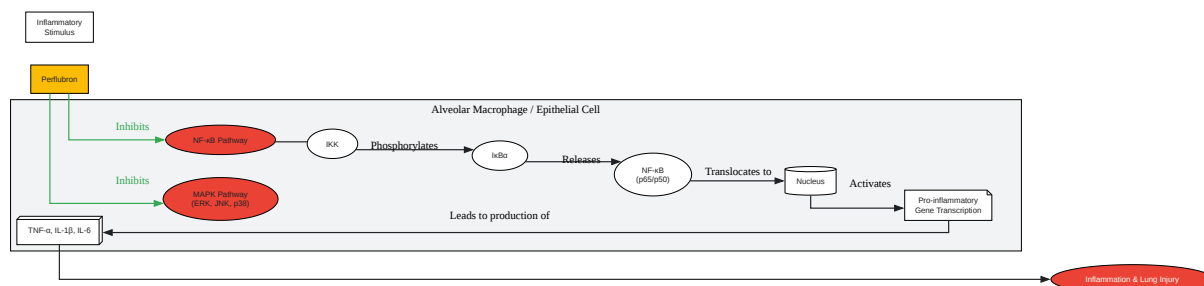 Inflammatory
Stimulus
Perflubron
Alveolar Macrophage / Epithelial Cell
Inhibits
NF-κB Pathway
IKK
Phosphorylates
IκBα
Releases
NF-κB
(p65/p50)
Translocates to
Nucleus
Activates
Pro-inflammatory
Gene Transcription
Inhibits
MAPK Pathway
(ERK, JNK, p38)
Leads to production of
TNF-α, IL-1β, IL-6
Inflammation & Lung Injury